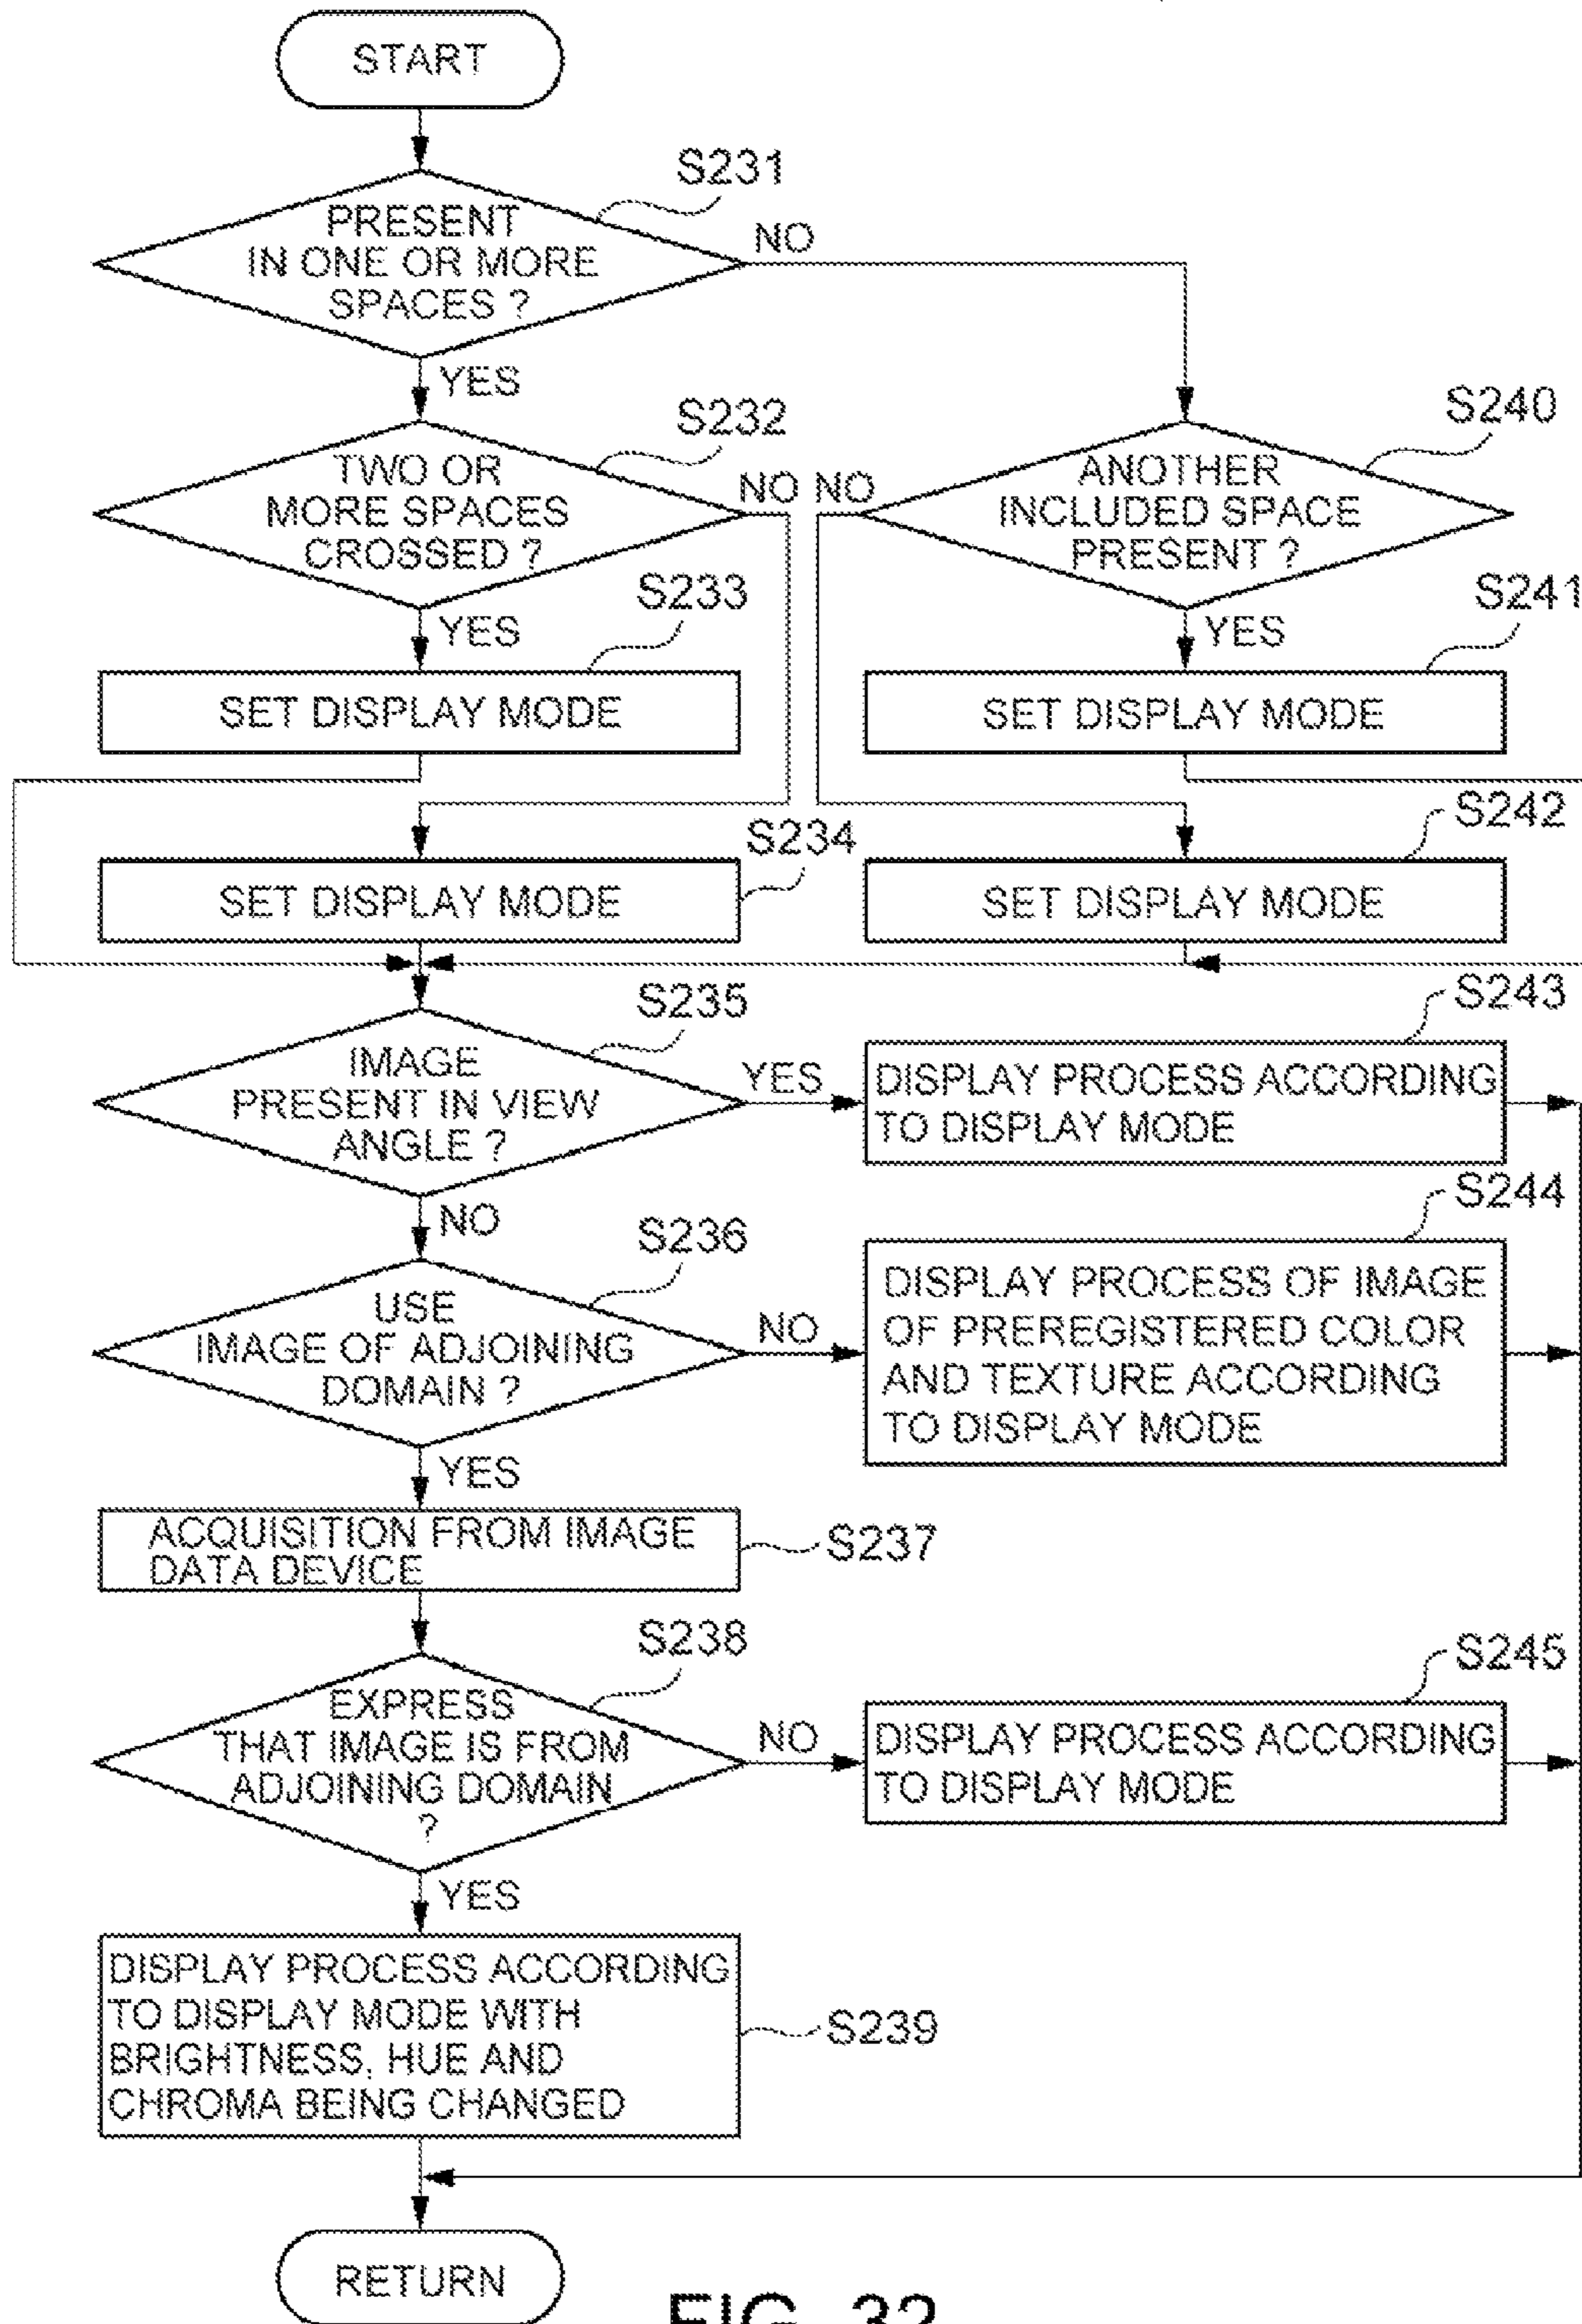 START
S231
PRESENT
IN ONE OR MORE
SPACES ?
NO
YES
S232
TWO OR
MORE SPACES
CROSSED ?
NO
YES
S240
ANOTHER
INCLUDED SPACE
PRESENT ?
NO
YES
S233
SET DISPLAY MODE
S241
SET DISPLAY MODE
S234
SET DISPLAY MODE
S242
SET DISPLAY MODE
S235
IMAGE
PRESENT IN VIEW
ANGLE ?
YES
NO
S243
DISPLAY PROCESS ACCORDING
TO DISPLAY MODE
S236
USE
IMAGE OF ADJOINING
DOMAIN ?
NO
YES
S244
DISPLAY PROCESS OF IMAGE
OF PREREGISTERED COLOR
AND TEXTURE ACCORDING
TO DISPLAY MODE
ACQUISITION FROM IMAGE
DATA DEVICE
S237
S238
EXPRESS
THAT IMAGE IS FROM
ADJOINING DOMAIN
?
NO
YES
S245
DISPLAY PROCESS ACCORDING
TO DISPLAY MODE
DISPLAY PROCESS ACCORDING
TO DISPLAY MODE WITH
BRIGHTNESS, HUE AND
CHROMA BEING CHANGED
S239
RETURN
FIG. 32